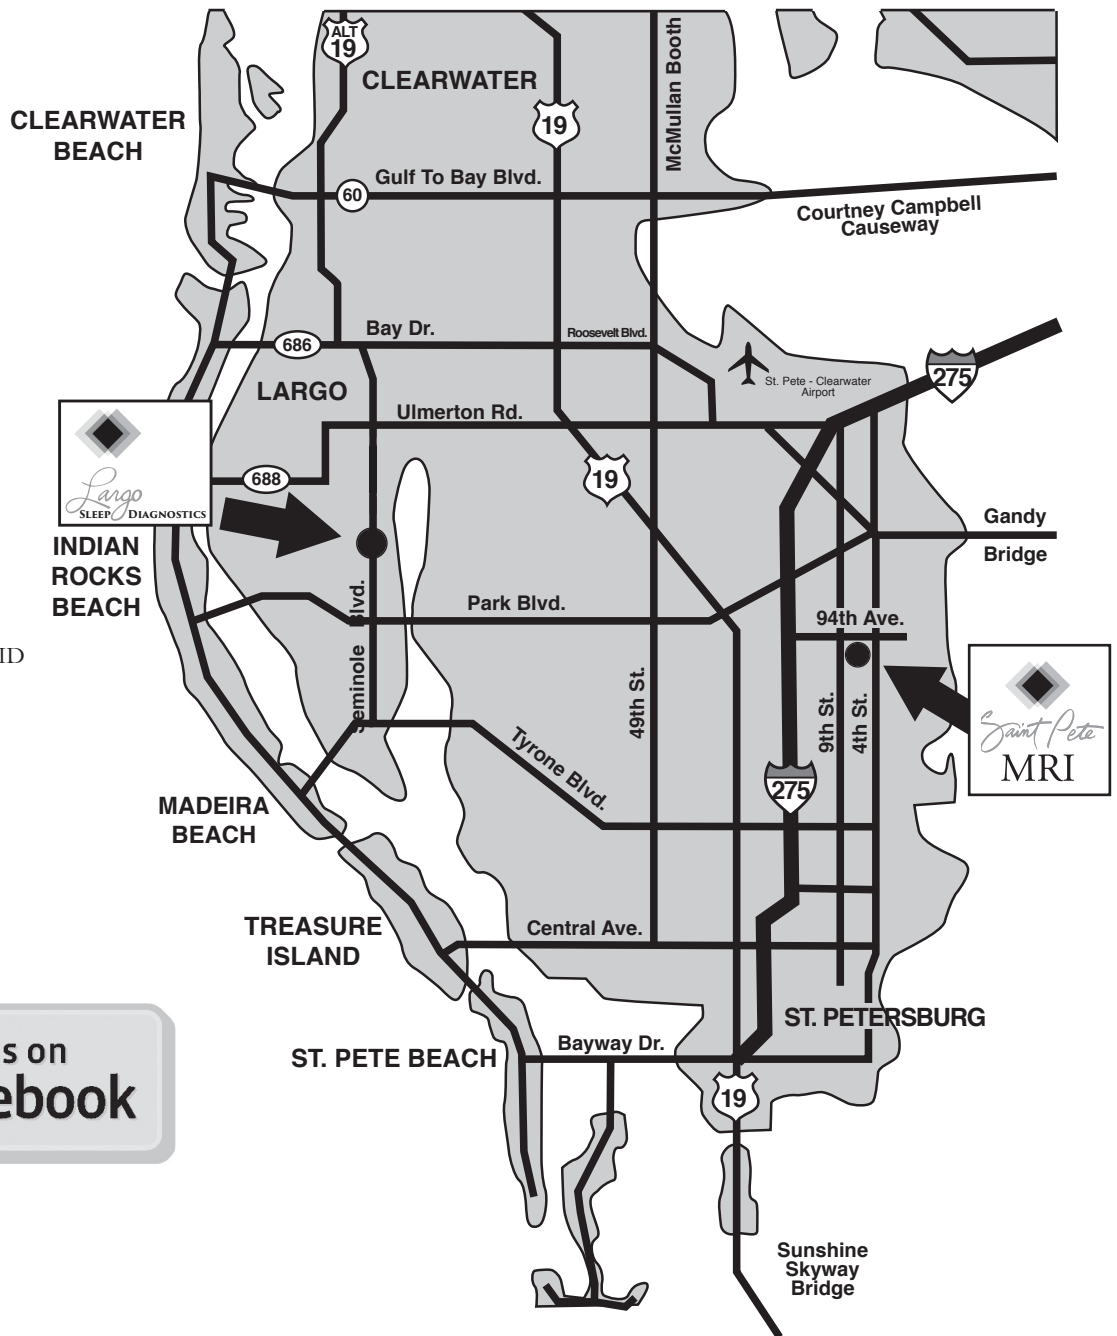 ALT
19
CLEARWATER
McMullan Booth
CLEARWATER
BEACH
19
Gulf To Bay Blvd.
60
Courtney Campbell
Causeway
Bay Dr.
Roosevelt Blvd.
686
St. Pete - Clearwater
Airport
275
LARGO
Ulmerton Rd.
688
19
Largo
SLEEP DIAGNOSTICS
Gandy
Bridge
INDIAN
ROCKS
BEACH
Park Blvd.
94th Ave.
ID
Seminole Blvd.
49th St.
9th St.
4th St.
Saint Pete
MRI
Tyrone Blvd.
275
MADEIRA
BEACH
TREASURE
ISLAND
Central Ave.
s on
ebook
ST. PETERSBURG
ST. PETE BEACH
Bayway Dr.
19
Sunshine
Skyway
Bridge